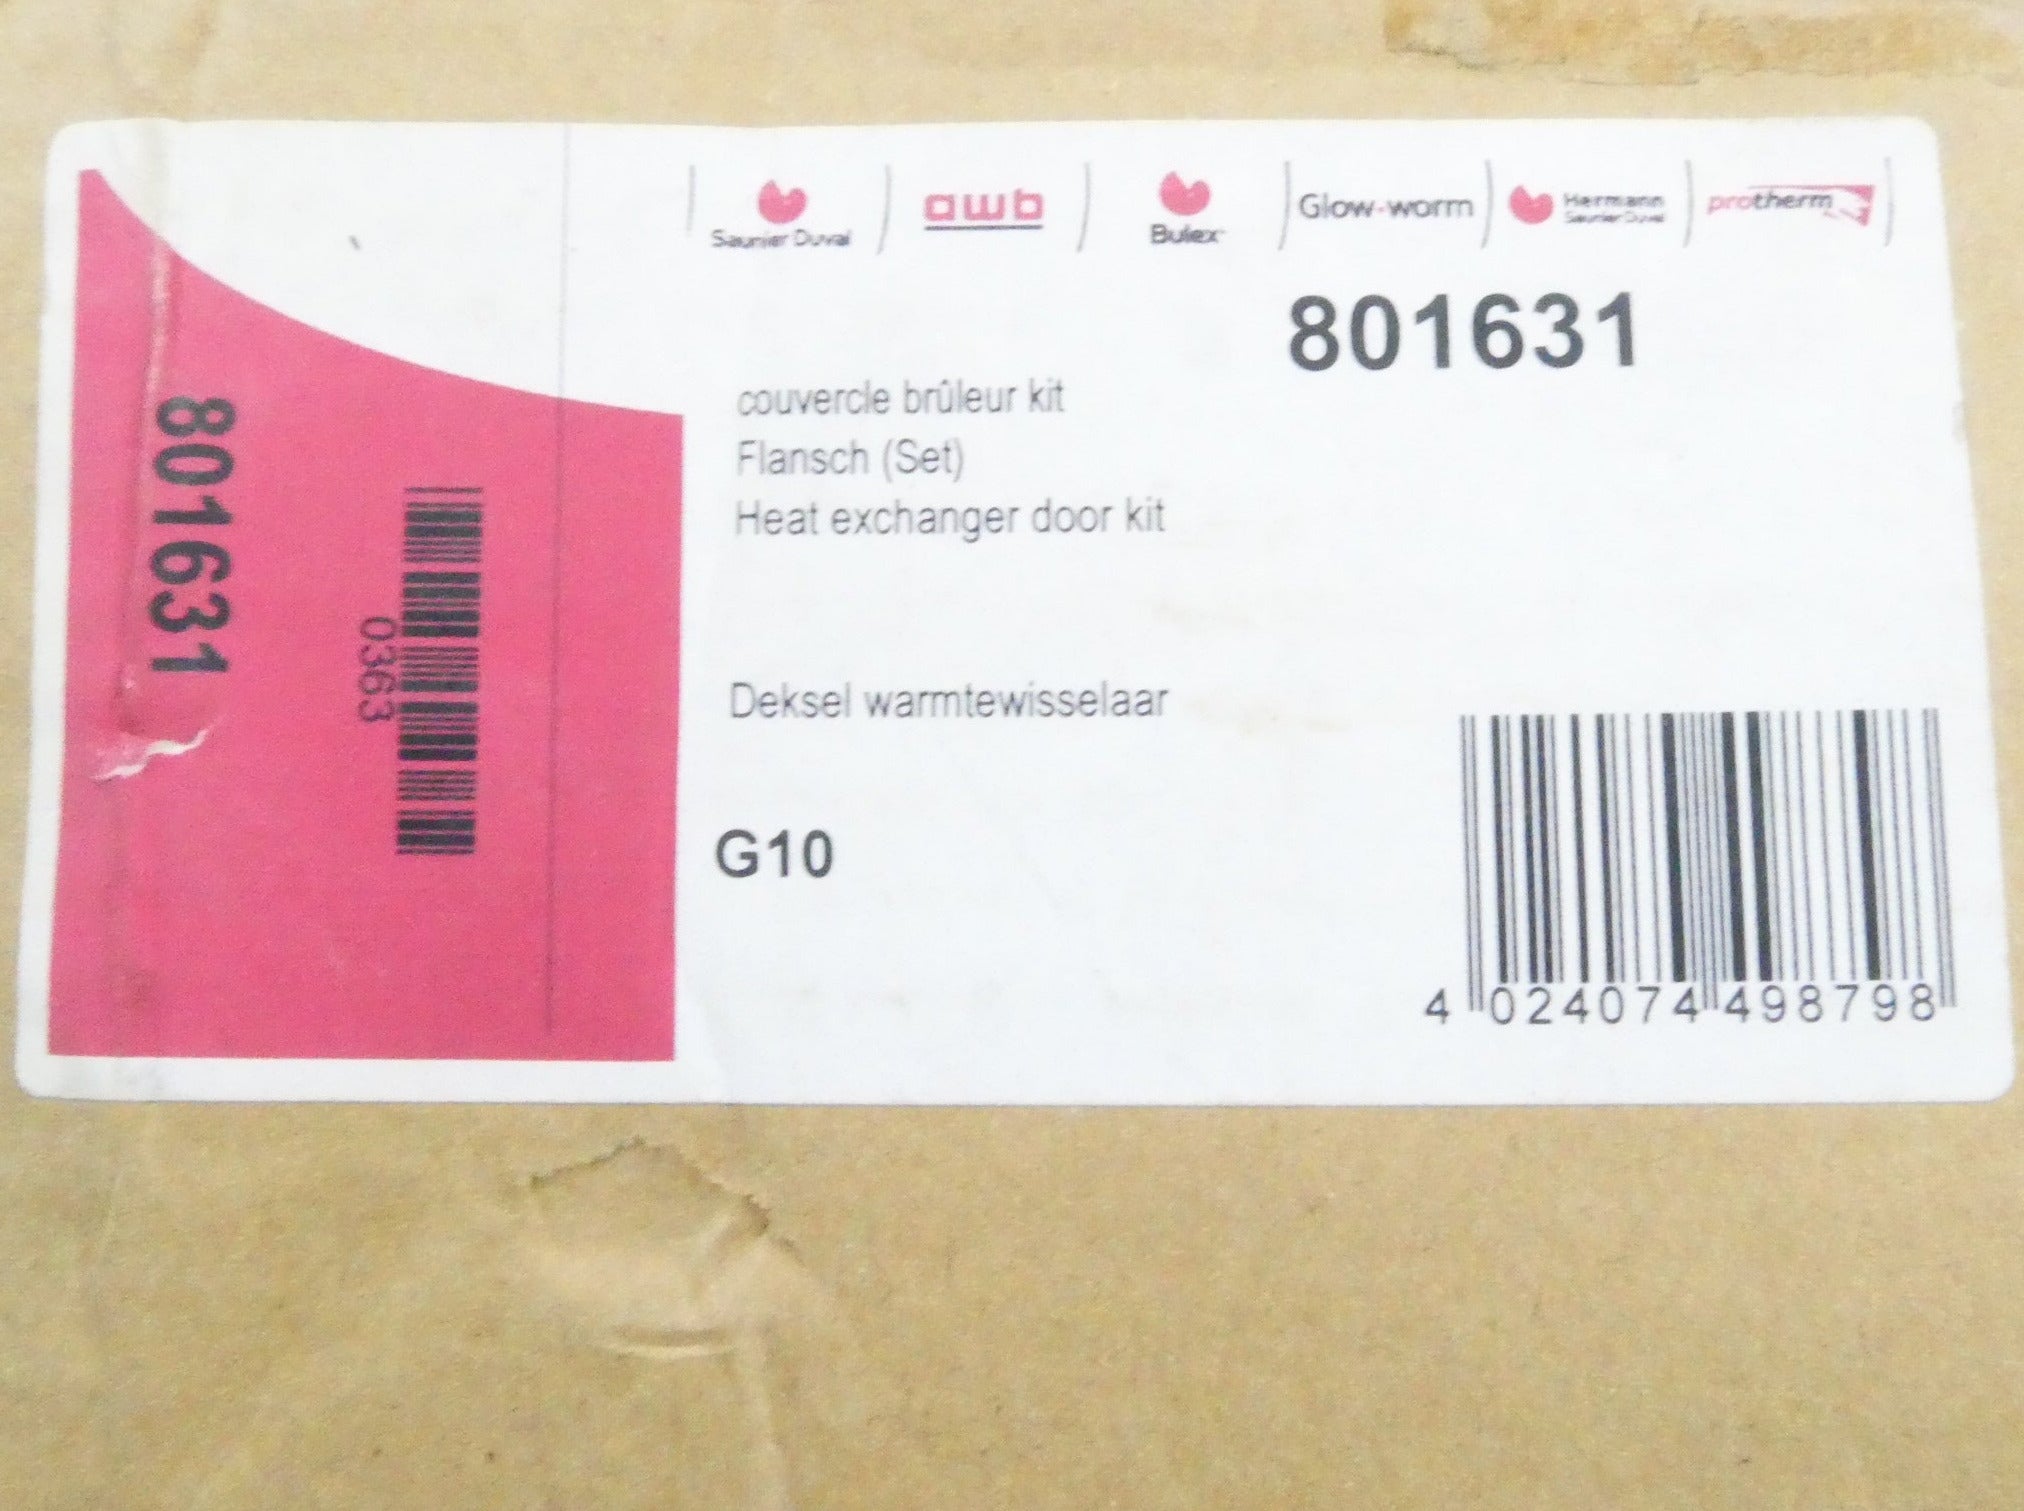 Saunier Duval
awb
Bulex
Glow-worm
Hermann
Saunier Duval
protherm
801631
couvercle brûleur kit
Flansch (Set)
Heat exchanger door kit
Deksel warmtewisselaar
G10
4 024074 498798
801631
0363